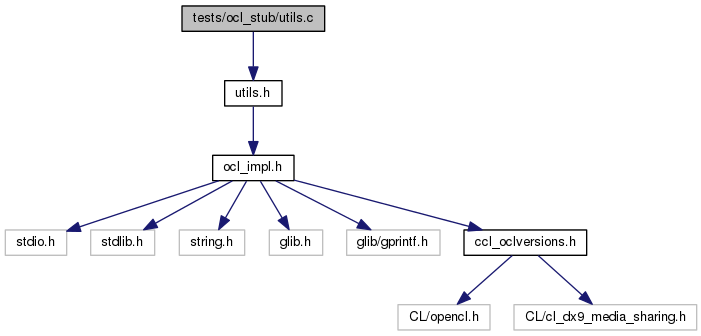 tests/ocl_stub/utils.c
utils.h
ocl_impl.h
stdio.h
stdlib.h
string.h
glib.h
glib/gprintf.h
ccl_oclversions.h
CL/opencl.h
CL/cl_dx9_media_sharing.h